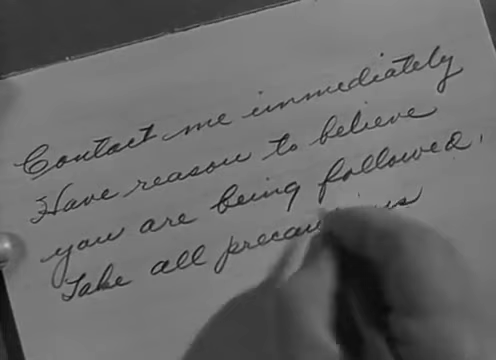 Contact me immediately
Have reason to believe
you are being followed.
Take all